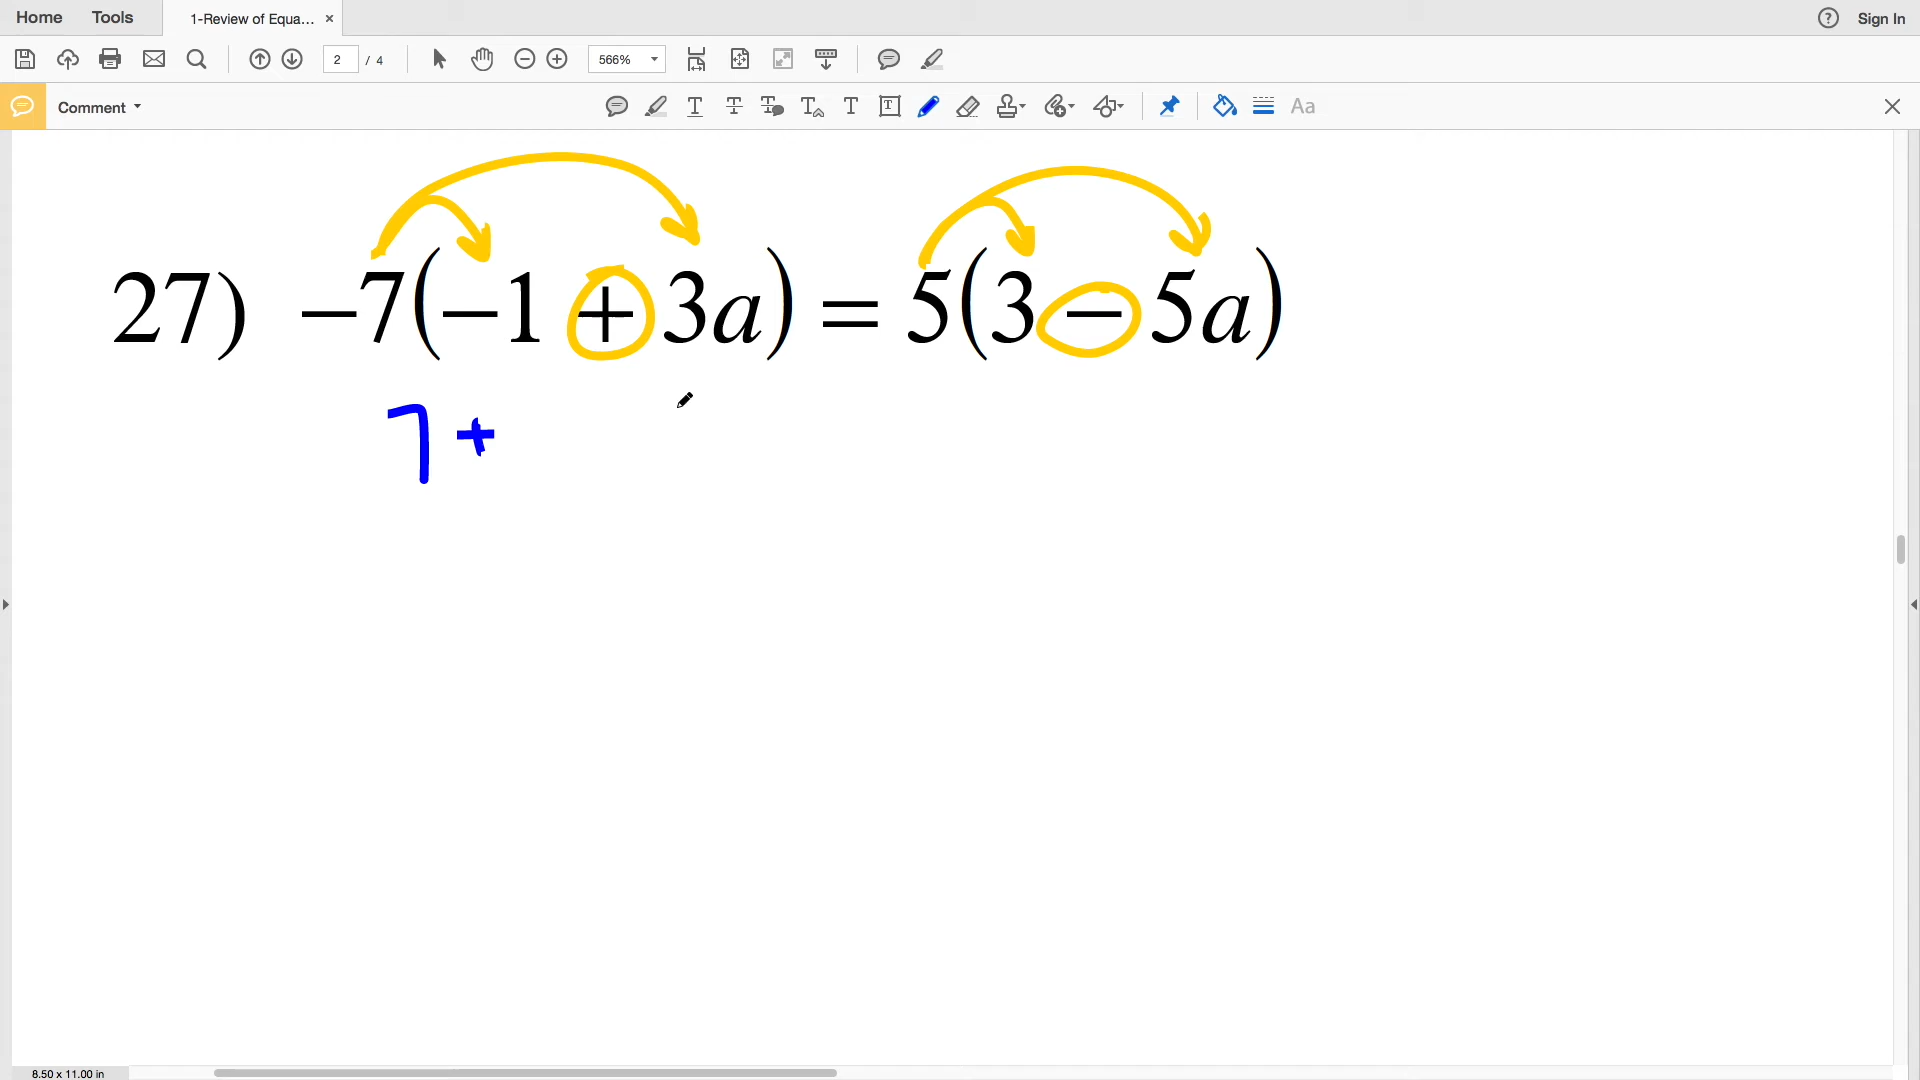 Home Tools 1-Review of Equa... × ? Sign In
2 / 4 566%
Comment T T T T T T Aa
27) −7(−1 + 3a) = 5(3 − 5a)
7 +
8.50 x 11.00 in